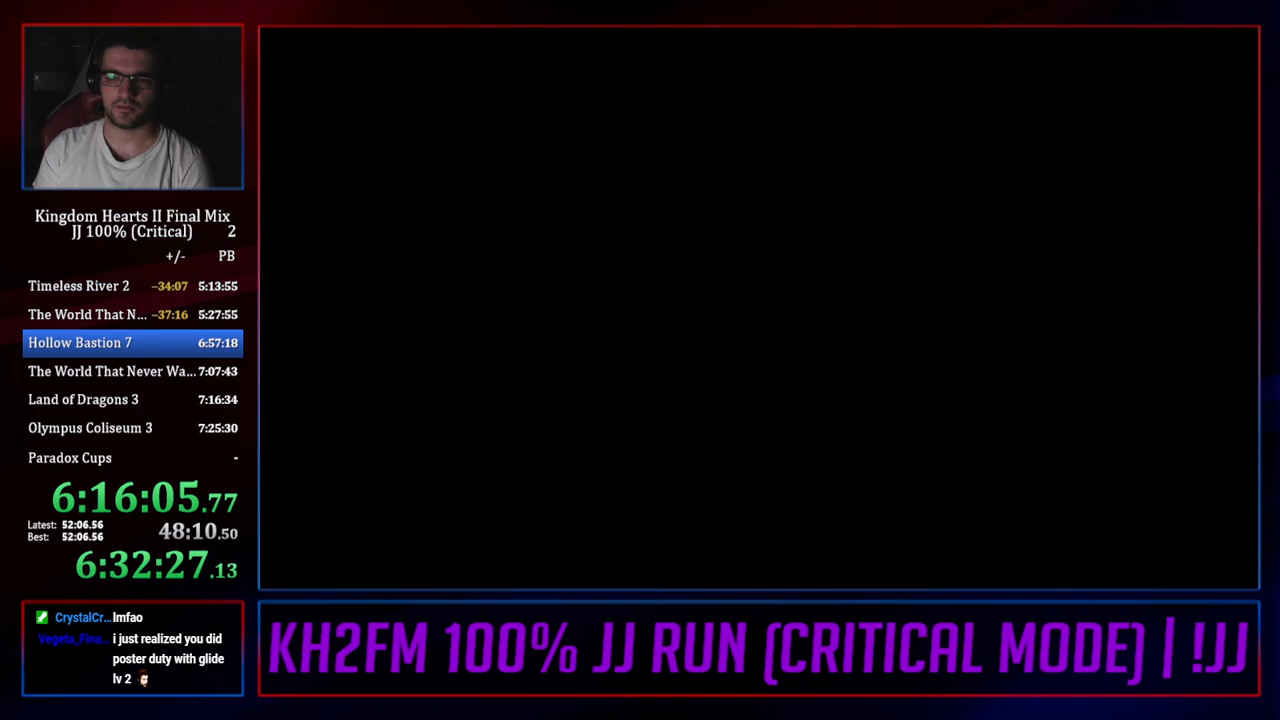 Kingdom Hearts II Final Mix
JJ 100% (Critical) 2
+/- PB
Timeless River 2 −34:07 5:13:55
The World That N... −37:16 5:27:55
Hollow Bastion 7 6:57:18
The World That Never Wa... 7:07:43
Land of Dragons 3 7:16:34
Olympus Coliseum 3 7:25:30
Paradox Cups -
6:16:05.77
Latest: 52:06.56 48:10.50
Best: 52:06.56
6:32:27.13
CrystalCr... lmfao
Vegeta_Fina... i just realized you did
poster duty with glide
lv 2
KH2FM 100% JJ RUN (CRITICAL MODE) | !JJ